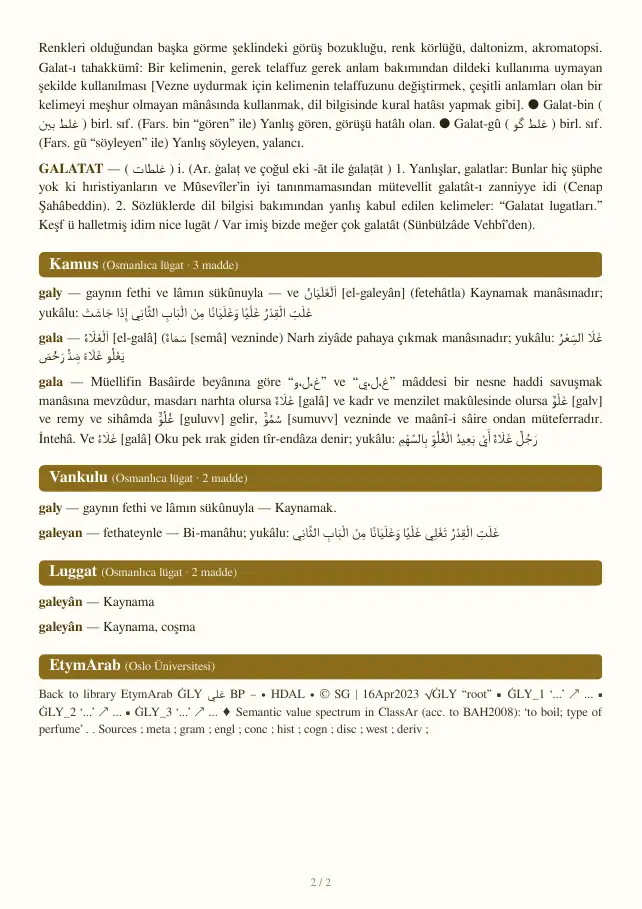 Renkleri olduğundan başka görme şeklindeki görüş bozukluğu, renk körlüğü, daltonizm, akromatopsi.
Galat-ı tahakkümî: Bir kelimenin, gerek telaffuz gerek anlam bakımından dildeki kullanıma uymayan
şekilde kullanılması [Vezne uydurmak için kelimenin telaffuzunu değiştirmek, çeşitli anlamları olan bir
kelimeyi meşhur olmayan mânâsında kullanmak, dil bilgisinde kural hatâsı yapmak gibi]. ● Galat-bin (
غلط بين ) birl. sıf. (Fars. bin “gören” ile) Yanlış gören, görüşü hatâlı olan. ● Galat-gû ( غلط گو ) birl. sıf.
(Fars. gû “söyleyen” ile) Yanlış söyleyen, yalancı.
GALATAT — ( غلطات ) i. (Ar. ġalaṭ ve çoğul eki -āt ile ġalaṭāt ) 1. Yanlışlar, galatlar: Bunlar hiç şüphe
yok ki hıristiyanların ve Mûsevîler’in iyi tanınmamasından mütevellit galatât-ı zanniyye idi (Cenap
Şahâbeddin). 2. Sözlüklerde dil bilgisi bakımından yanlış kabul edilen kelimeler: “Galatat lugatları.”
Keşf ü halletmiş idim nice lugāt / Var imiş bizde meğer çok galatât (Sünbülzâde Vehbî’den).
Kamus (Osmanlıca lügat · 3 madde)
galy — gaynın fethi ve lâmın sükûnuyla — ve اَلْغَلَيَانُ [el-galeyân] (fetehâtla) Kaynamak manâsınadır;
yukâlu: غَلَتِ الْقِدْرُ غَلْيًا وَغَلَيَانًا مِنَ الْبَابِ الثَّانِي إِذَا جَاشَتْ
gala — اَلْغَلَاءُ [el-galâ] (سَمَاءٌ [semâ] vezninde) Narh ziyâde pahaya çıkmak manâsınadır; yukâlu: غَلَا السِّعْرُ
يَغْلُو غَلَاءً ضِدُّ رَخُصَ
gala — Müellifin Basâirde beyânına göre “غ،ل،و” ve “غ،ل،ي” mâddesi bir nesne haddi savuşmak
manâsına mevzûdur, masdarı narhta olursa غَلَاءٌ [galâ] ve kadr ve menzilet makûlesinde olursa غَلْوٌ [galv]
ve remy ve sihâmda غُلُوٌّ [guluvv] gelir, سُمُوٌّ [sumuvv] vezninde ve maânî-i sâire ondan müteferradır.
İntehâ. Ve غَلَاءٌ [galâ] Oku pek ırak giden tîr-endâza denir; yukâlu: رَجُلٌ غَلَاءٌ أَيْ بَعِيدُ الْغُلُوِّ بِالسَّهْمِ
Vankulu (Osmanlıca lügat · 2 madde)
galy — gaynın fethi ve lâmın sükûnuyla — Kaynamak.
galeyan — fethateynle — Bi-manâhu; yukâlu: غَلَتِ الْقِدْرُ تَغْلِي غَلْيًا وَغَلَيَانًا مِنَ الْبَابِ الثَّانِي
Luggat (Osmanlıca lügat · 2 madde)
galeyân — Kaynama
galeyân — Kaynama, coşma
EtymArab (Oslo Üniversitesi)
Back to library EtymArab ĠLY غلي BP – • HDAL • © SG | 16Apr2023 √ĠLY “root” ▪ ĠLY_1 ‘...’ ↗ ... ▪
ĠLY_2 ‘...’ ↗ ... ▪ ĠLY_3 ‘...’ ↗ ... ♦ Semantic value spectrum in ClassAr (acc. to BAH2008): ‘to boil; type of
perfume’ . . Sources ; meta ; gram ; engl ; conc ; hist ; cogn ; disc ; west ; deriv ;
2 / 2